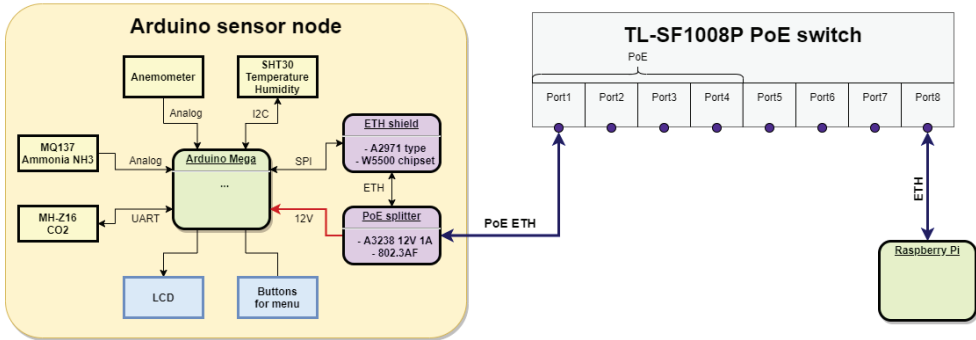 Arduino sensor node
Anemometer
SHT30
Temperature
Humidity
Analog
I2C
MQ137
Ammonia NH3
Analog
Arduino Mega
...
SPI
ETH shield
- A2971 type
- W5500 chipset
ETH
MH-Z16
CO2
UART
12V
PoE splitter
- A3238 12V 1A
- 802.3AF
LCD
Buttons
for menu
PoE ETH
TL-SF1008P PoE switch
PoE
Port1
Port2
Port3
Port4
Port5
Port6
Port7
Port8
ETH
Raspberry Pi